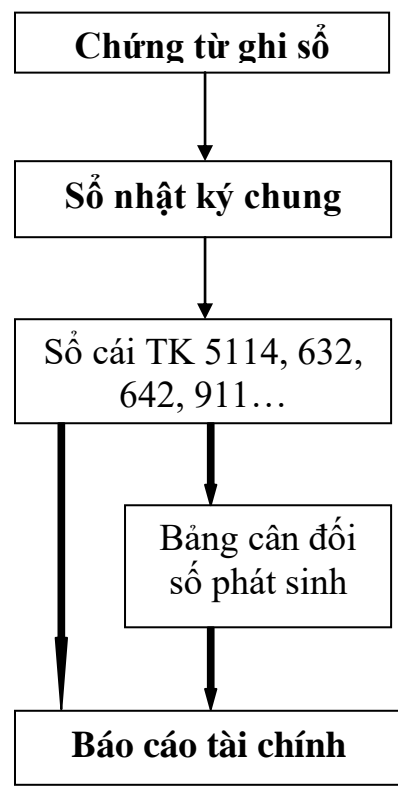 Chứng từ ghi sổ
Sổ nhật ký chung
Sổ cái TK 5114, 632,
642, 911…
Bảng cân đối
số phát sinh
Báo cáo tài chính